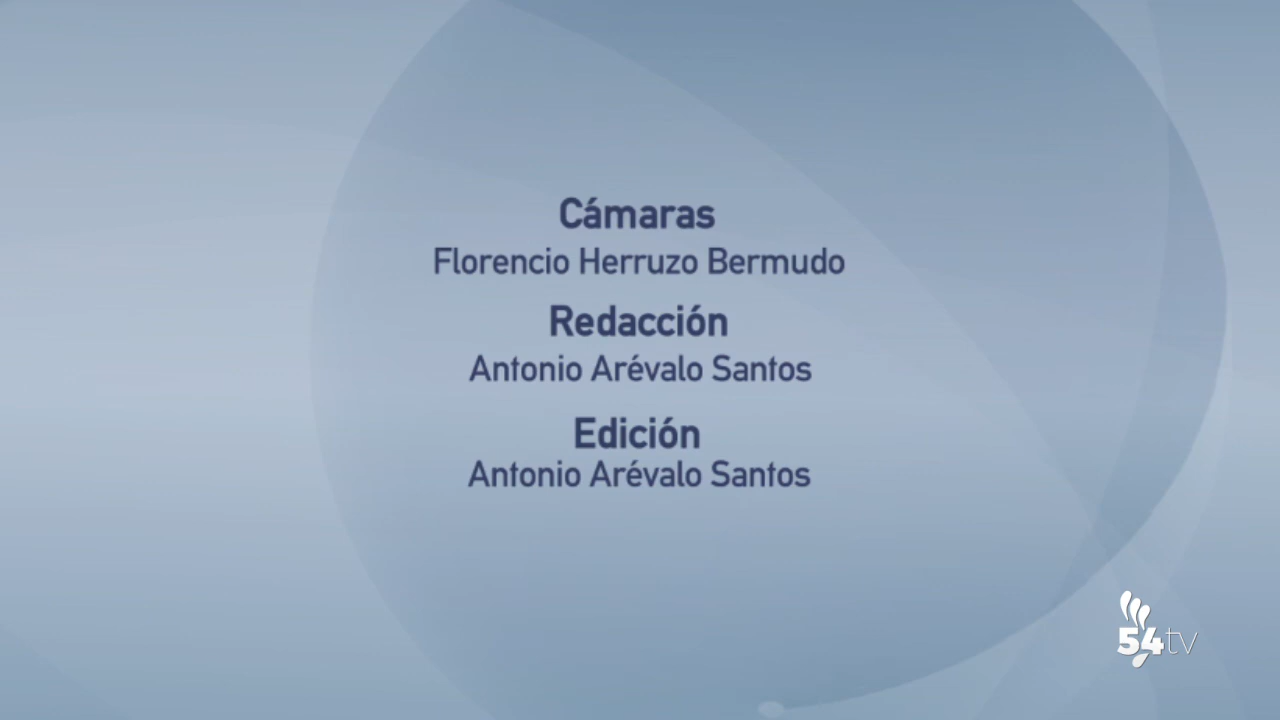 Cámaras
Florencio Herruzo Bermudo
Redacción
Antonio Arévalo Santos
Edición
Antonio Arévalo Santos
54tv